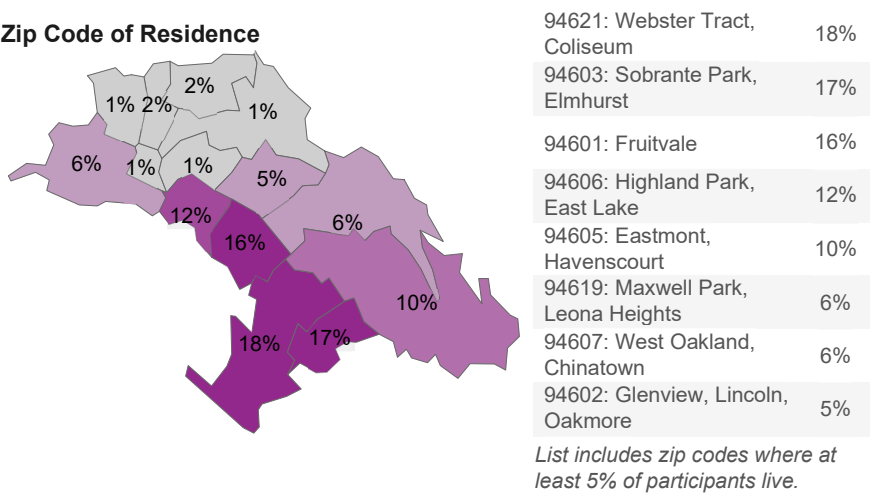 Zip Code of Residence
2%
1%
2%
1%
6%
1%
1%
5%
12%
6%
16%
10%
17%
18%
94621: Webster Tract,
Coliseum
18%
94603: Sobrante Park,
Elmhurst
17%
94601: Fruitvale
16%
94606: Highland Park,
East Lake
12%
94605: Eastmont,
Havenscourt
10%
94619: Maxwell Park,
Leona Heights
6%
94607: West Oakland,
Chinatown
6%
94602: Glenview, Lincoln,
Oakmore
5%
List includes zip codes where at
least 5% of participants live.